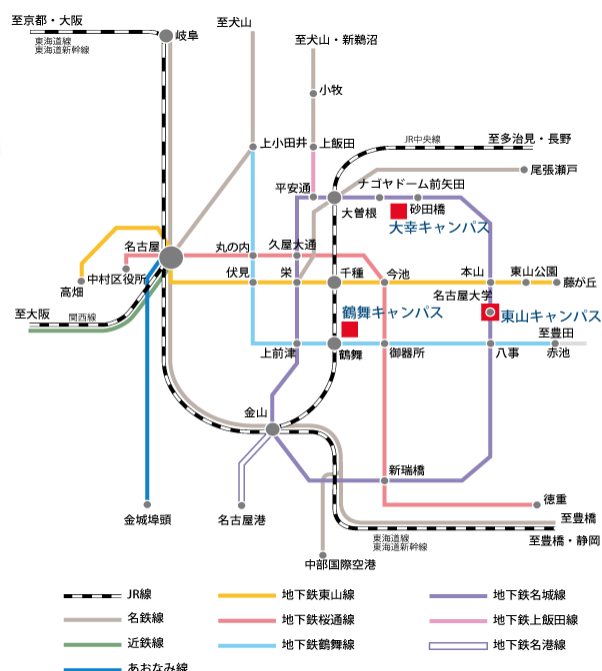 至京都・大阪
東海道線
東海道新幹線
岐阜
至犬山
至犬山・新鵜沼
小牧
上小田井
上飯田
JR中央線
至多治見・長野
尾張瀬戸
平安通
ナゴヤドーム前矢田
大曽根
砂田橋
大幸キャンパス
名古屋
丸の内
久屋大通
中村区役所
高畑
伏見
栄
千種
今池
本山
東山公園
藤が丘
名古屋大学
至大阪
関西線
鶴舞キャンパス
東山キャンパス
至豊田
上前津
鶴舞
御器所
八事
赤池
金山
新瑞橋
金城埠頭
名古屋港
徳重
至豊橋
東海道線
東海道新幹線
至豊橋・静岡
中部国際空港
JR線
地下鉄東山線
地下鉄名城線
名鉄線
地下鉄桜通線
地下鉄上飯田線
近鉄線
地下鉄鶴舞線
地下鉄名港線
あおなみ線